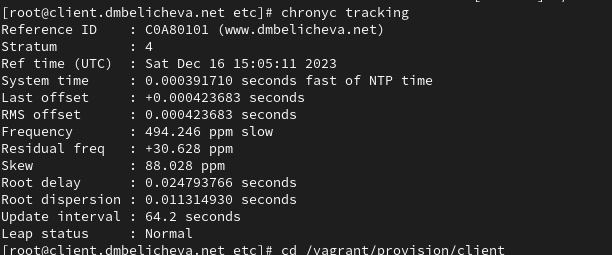 [root@client.dmbelicheva.net etc]# chronyc tracking
Reference ID    : C0A80101 (www.dmbelicheva.net)
Stratum         : 4
Ref time (UTC)  : Sat Dec 16 15:05:11 2023
System time     : 0.000391710 seconds fast of NTP time
Last offset     : +0.000423683 seconds
RMS offset      : 0.000423683 seconds
Frequency       : 494.246 ppm slow
Residual freq   : +30.628 ppm
Skew            : 88.028 ppm
Root delay      : 0.024793766 seconds
Root dispersion : 0.011314930 seconds
Update interval : 64.2 seconds
Leap status     : Normal
[root@client.dmbelicheva.net etc]# cd /vagrant/provision/client